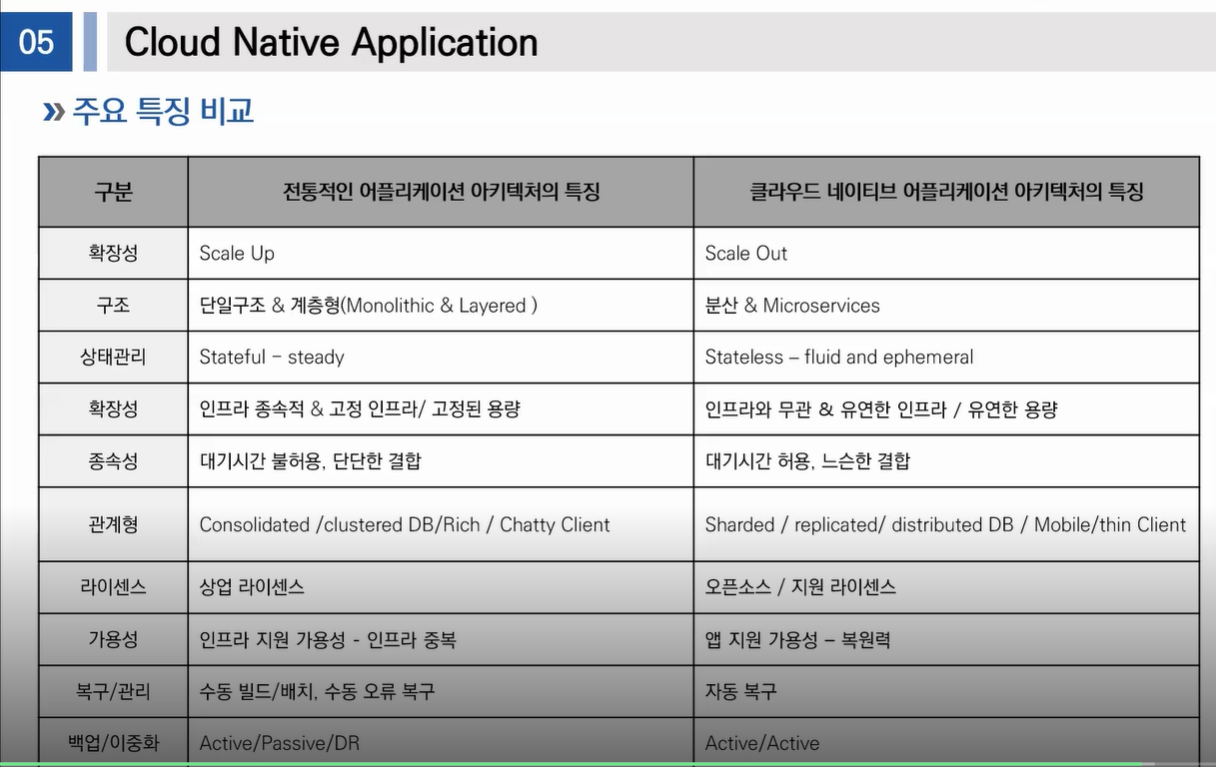 05 Cloud Native Application
» 주요 특징 비교
구분 전통적인 어플리케이션 아키텍처의 특징 클라우드 네이티브 어플리케이션 아키텍처의 특징
확장성 Scale Up Scale Out
구조 단일구조 & 계층형(Monolithic & Layered ) 분산 & Microservices
상태관리 Stateful - steady Stateless – fluid and ephemeral
확장성 인프라 종속적 & 고정 인프라/ 고정된 용량 인프라와 무관 & 유연한 인프라 / 유연한 용량
종속성 대기시간 불허용, 단단한 결합 대기시간 허용, 느슨한 결합
관계형 Consolidated /clustered DB/Rich / Chatty Client Sharded / replicated/ distributed DB / Mobile/thin Client
라이센스 상업 라이센스 오픈소스 / 지원 라이센스
가용성 인프라 지원 가용성 - 인프라 중복 앱 지원 가용성 – 복원력
복구/관리 수동 빌드/배치, 수동 오류 복구 자동 복구
백업/이중화 Active/Passive/DR Active/Active